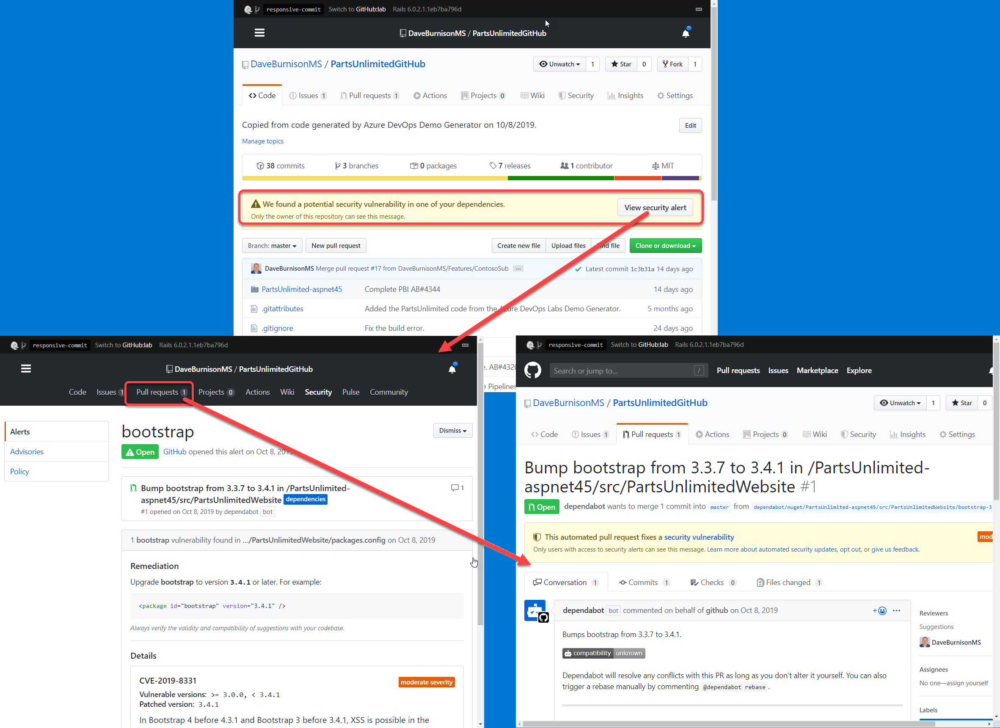 responsive-commit Switch to GitHub:lab Rails 6.0.2.1.1eb7ba796d
DaveBurnisonMS / PartsUnlimitedGitHub
DaveBurnisonMS / PartsUnlimitedGitHub Unwatch 1 Star 0 Fork 1
Code Issues 1 Pull requests 1 Actions Projects 0 Wiki Security Insights Settings
Copied from code generated by Azure DevOps Demo Generator on 10/8/2019. Edit
Manage topics
38 commits 3 branches 0 packages 7 releases 1 contributor MIT
We found a potential security vulnerability in one of your dependencies.
Only the owner of this repository can see this message.
View security alert
Branch: master New pull request Create new file Upload files file Clone or download
DaveBurnisonMS Merge pull request #17 from DaveBurnisonMS/Features/ContosoSub ... Latest commit 1c3b31a 14 days ago
PartsUnlimited-aspnet45 Complete PBI AB#4344 14 days ago
.gitattributes Added the PartsUnlimited code from the Azure DevOps Labs Demo Generator. 5 months ago
.gitignore Fix the build error. 24 days ago
AB#432
Pipelines
responsive-commit Switch to GitHub:lab Rails 6.0.2.1.1eb7ba796d
DaveBurnisonMS / PartsUnlimitedGitHub
Code Issues 1 Pull requests 1 Projects 0 Actions Wiki Security Pulse Community
Alerts
Advisories
Policy
bootstrap Dismiss
Open GitHub opened this alert on Oct 8, 2019
Bump bootstrap from 3.3.7 to 3.4.1 in /PartsUnlimited- 1
aspnet45/src/PartsUnlimitedWebsite dependencies
#1 opened on Oct 8, 2019 by dependabot bot
1 bootstrap vulnerability found in .../PartsUnlimitedWebsite/packages.config on Oct 8, 2019
Remediation
Upgrade bootstrap to version 3.4.1 or later. For example:
<package id="bootstrap" version="3.4.1" />
Always verify the validity and compatibility of suggestions with your codebase.
Details
CVE-2019-8331 moderate severity
Vulnerable versions: >= 3.0.0, < 3.4.1
Patched version: 3.4.1
In Bootstrap 4 before 4.3.1 and Bootstrap 3 before 3.4.1, XSS is possible in the
responsive-commit Switch to GitHub:lab Rails 6.0.2.1.1eb7ba796d
Search or jump to... / Pull requests Issues Marketplace Explore
DaveBurnisonMS / PartsUnlimitedGitHub Unwatch 1 Star 0
Code Issues 1 Pull requests 1 Actions Projects 0 Wiki Security Insights Settings
Bump bootstrap from 3.3.7 to 3.4.1 in /PartsUnlimited-
aspnet45/src/PartsUnlimitedWebsite #1
Open dependabot wants to merge 1 commit into master from dependabot/nuget/PartsUnlimited-aspnet45/src/PartsUnlimitedWebsite/bootstrap-3
This automated pull request fixes a security vulnerability mod
Only users with access to security alerts can see this message. Learn more about automated security updates, opt out, or give us feedback.
Conversation 1 Commits 1 Checks 0 Files changed 1
dependabot bot commented on behalf of github on Oct 8, 2019
Bumps bootstrap from 3.3.7 to 3.4.1.
compatibility unknown
Dependabot will resolve any conflicts with this PR as long as you don't alter it yourself. You can also
trigger a rebase manually by commenting @dependabot rebase .
Reviewers
Suggestions
DaveBurnisonMS
Assignees
No one—assign yourself
Labels